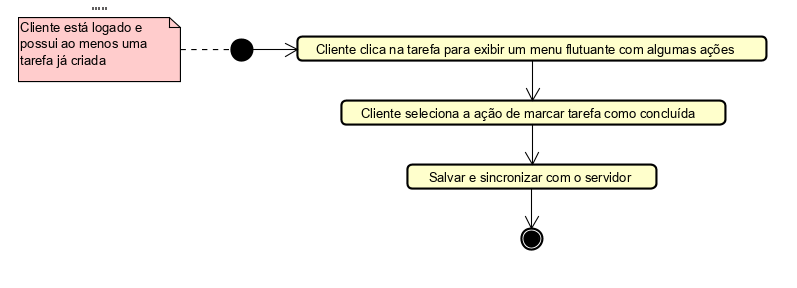 Cliente está logado e
possui ao menos uma
tarefa já criada
Cliente clica na tarefa para exibir um menu flutuante com algumas ações
Cliente seleciona a ação de marcar tarefa como concluída
Salvar e sincronizar com o servidor